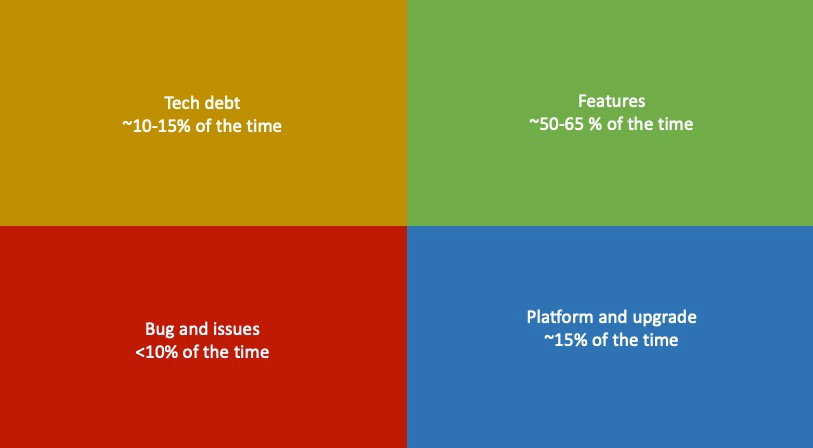 Tech debt
~10-15% of the time
Features
~50-65 % of the time
Bug and issues
<10% of the time
Platform and upgrade
~15% of the time